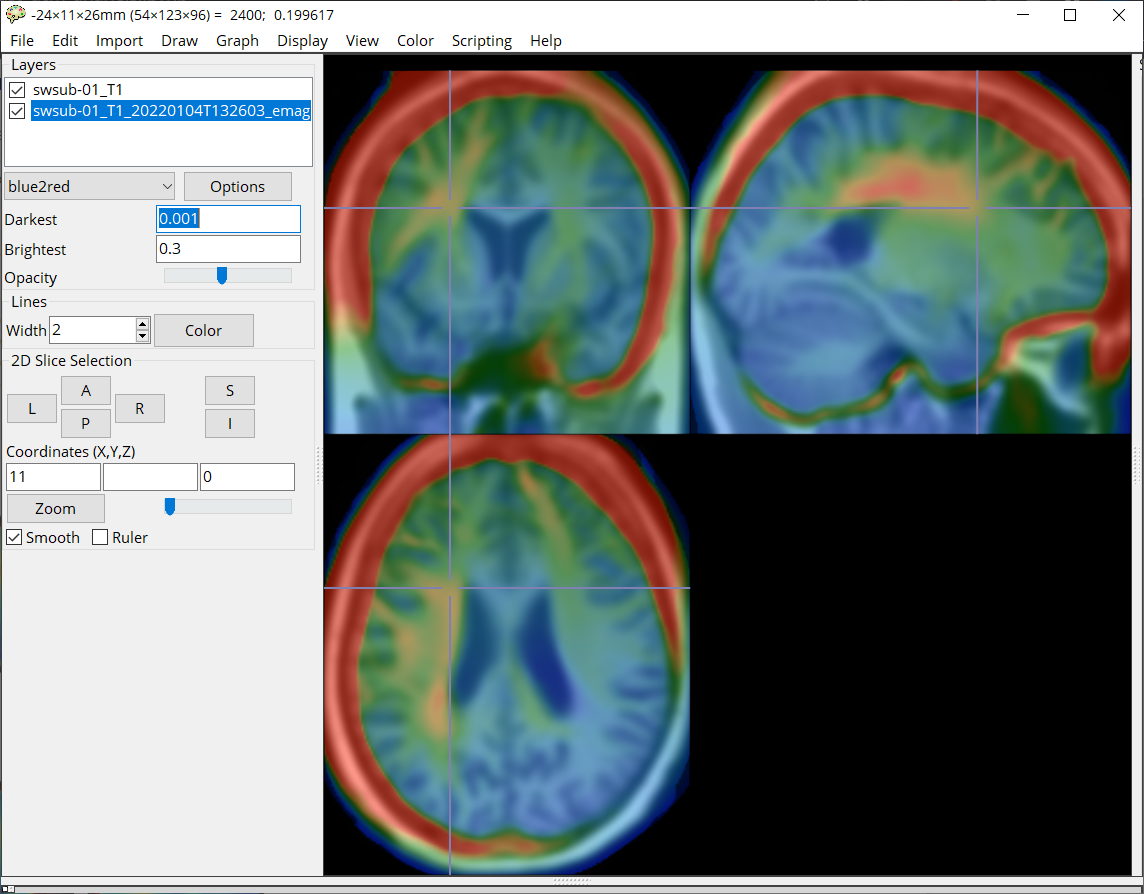 -24×11×26mm (54×123×96) =  2400;  0.199617
File Edit Import Draw Graph Display View Color Scripting Help
Layers
swsub-01_T1
swsub-01_T1_20220104T132603_emag
blue2red Options
Darkest 0.001
Brightest 0.3
Opacity
Lines
Width 2 Color
2D Slice Selection
A S
L R
P I
Coordinates (X,Y,Z)
11 0
Zoom
Smooth Ruler